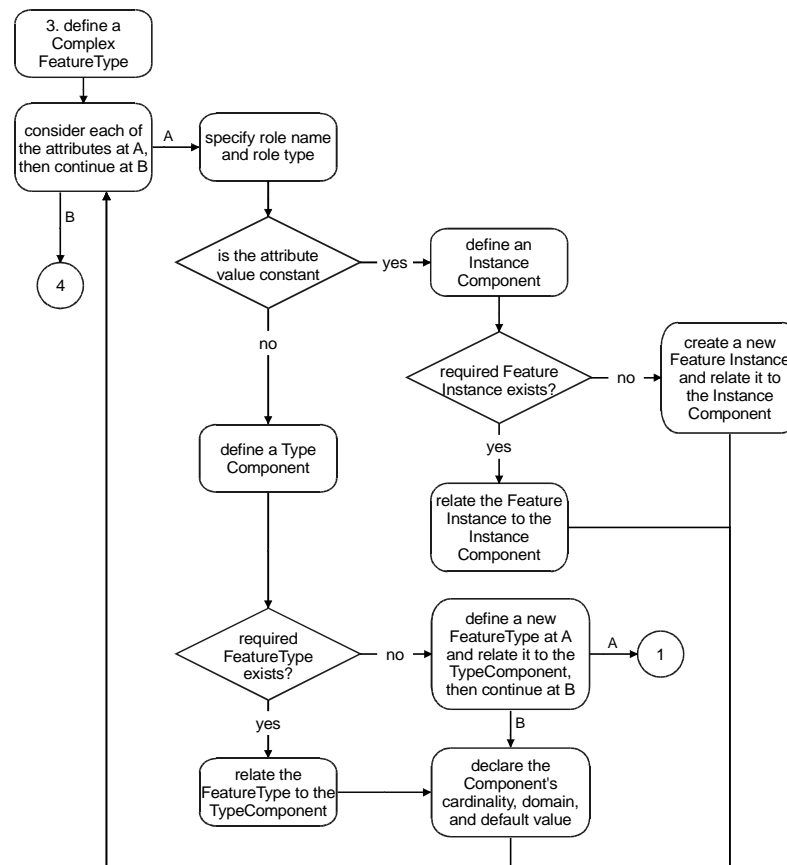 3. define a
Complex
FeatureType
consider each of
the attributes at A,
then continue at B
A
specify role name
and role type
B
4
is the attribute
value constant
yes
define an
Instance
Component
no
required Feature
Instance exists?
no
create a new
Feature Instance
and relate it to
the Instance
Component
yes
define a Type
Component
relate the Feature
Instance to the
Instance
Component
required
FeatureType
exists?
no
define a new
FeatureType at A
and relate it to the
TypeComponent,
then continue at B
A
1
yes
B
relate the
FeatureType to the
TypeComponent
declare the
Component's
cardinality, domain,
and default value